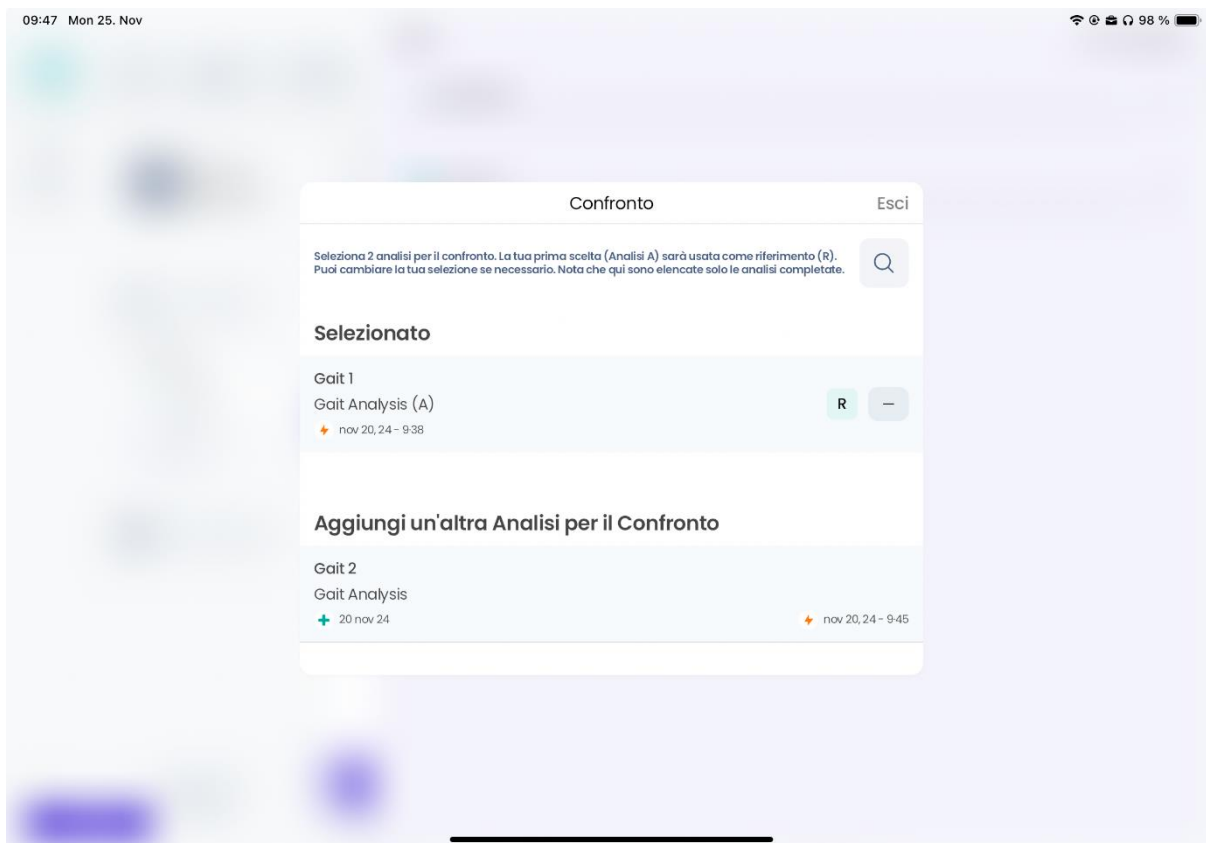 09:47 Mon 25. Nov
98 %
Confronto
Esci
Seleziona 2 analisi per il confronto. La tua prima scelta (Analisi A) sarà usata come riferimento (R).
Puoi cambiare la tua selezione se necessario. Nota che qui sono elencate solo le analisi completate.
Selezionato
Gait 1
Gait Analysis (A)
R
nov 20, 24 - 9:38
Aggiungi un'altra Analisi per il Confronto
Gait 2
Gait Analysis
20 nov 24
nov 20, 24 - 9:45